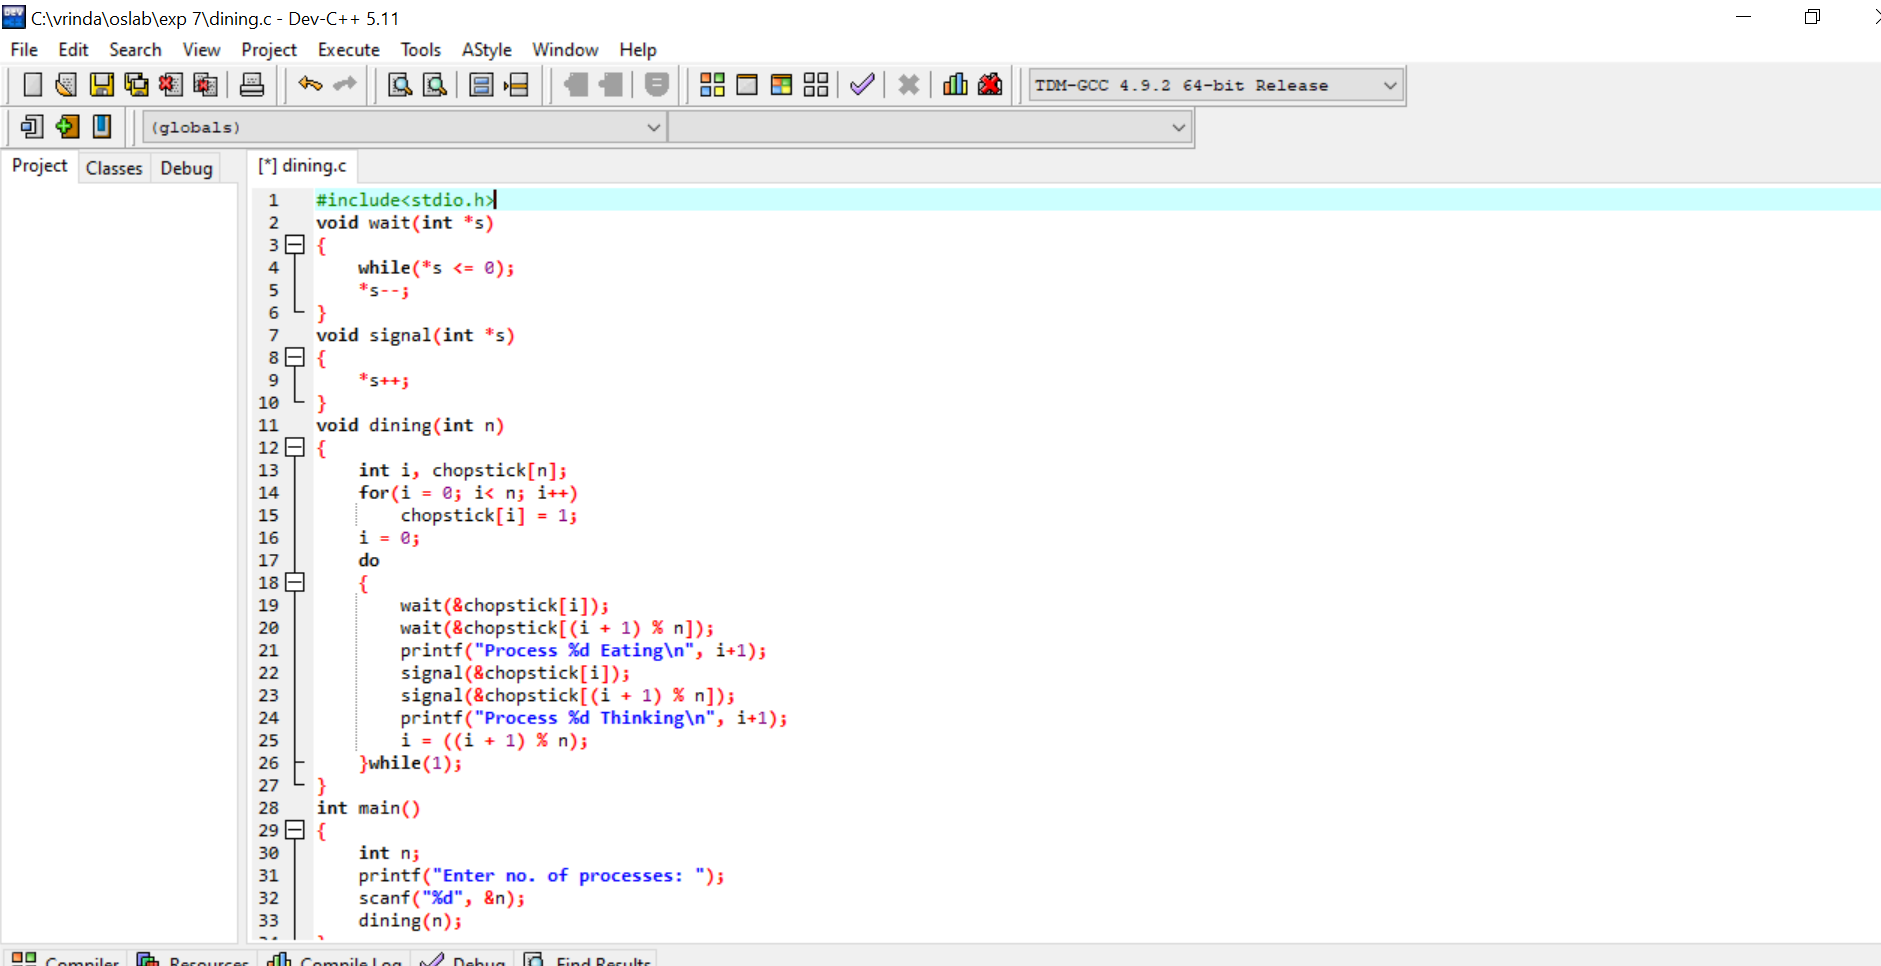 C:\vrinda\oslab\exp 7\dining.c - Dev-C++ 5.11
File Edit Search View Project Execute Tools AStyle Window Help
TDM-GCC 4.9.2 64-bit Release
(globals)
Project Classes Debug [*] dining.c
1 #include<stdio.h>
2 void wait(int *s)
3 {
4     while(*s <= 0);
5     *s--;
6 }
7 void signal(int *s)
8 {
9     *s++;
10 }
11 void dining(int n)
12 {
13     int i, chopstick[n];
14     for(i = 0; i< n; i++)
15         chopstick[i] = 1;
16     i = 0;
17     do
18     {
19         wait(&chopstick[i]);
20         wait(&chopstick[(i + 1) % n]);
21         printf("Process %d Eating\n", i+1);
22         signal(&chopstick[i]);
23         signal(&chopstick[(i + 1) % n]);
24         printf("Process %d Thinking\n", i+1);
25         i = ((i + 1) % n);
26     }while(1);
27 }
28 int main()
29 {
30     int n;
31     printf("Enter no. of processes: ");
32     scanf("%d", &n);
33     dining(n);
Compiler Resources Compile Log Debug Find Results